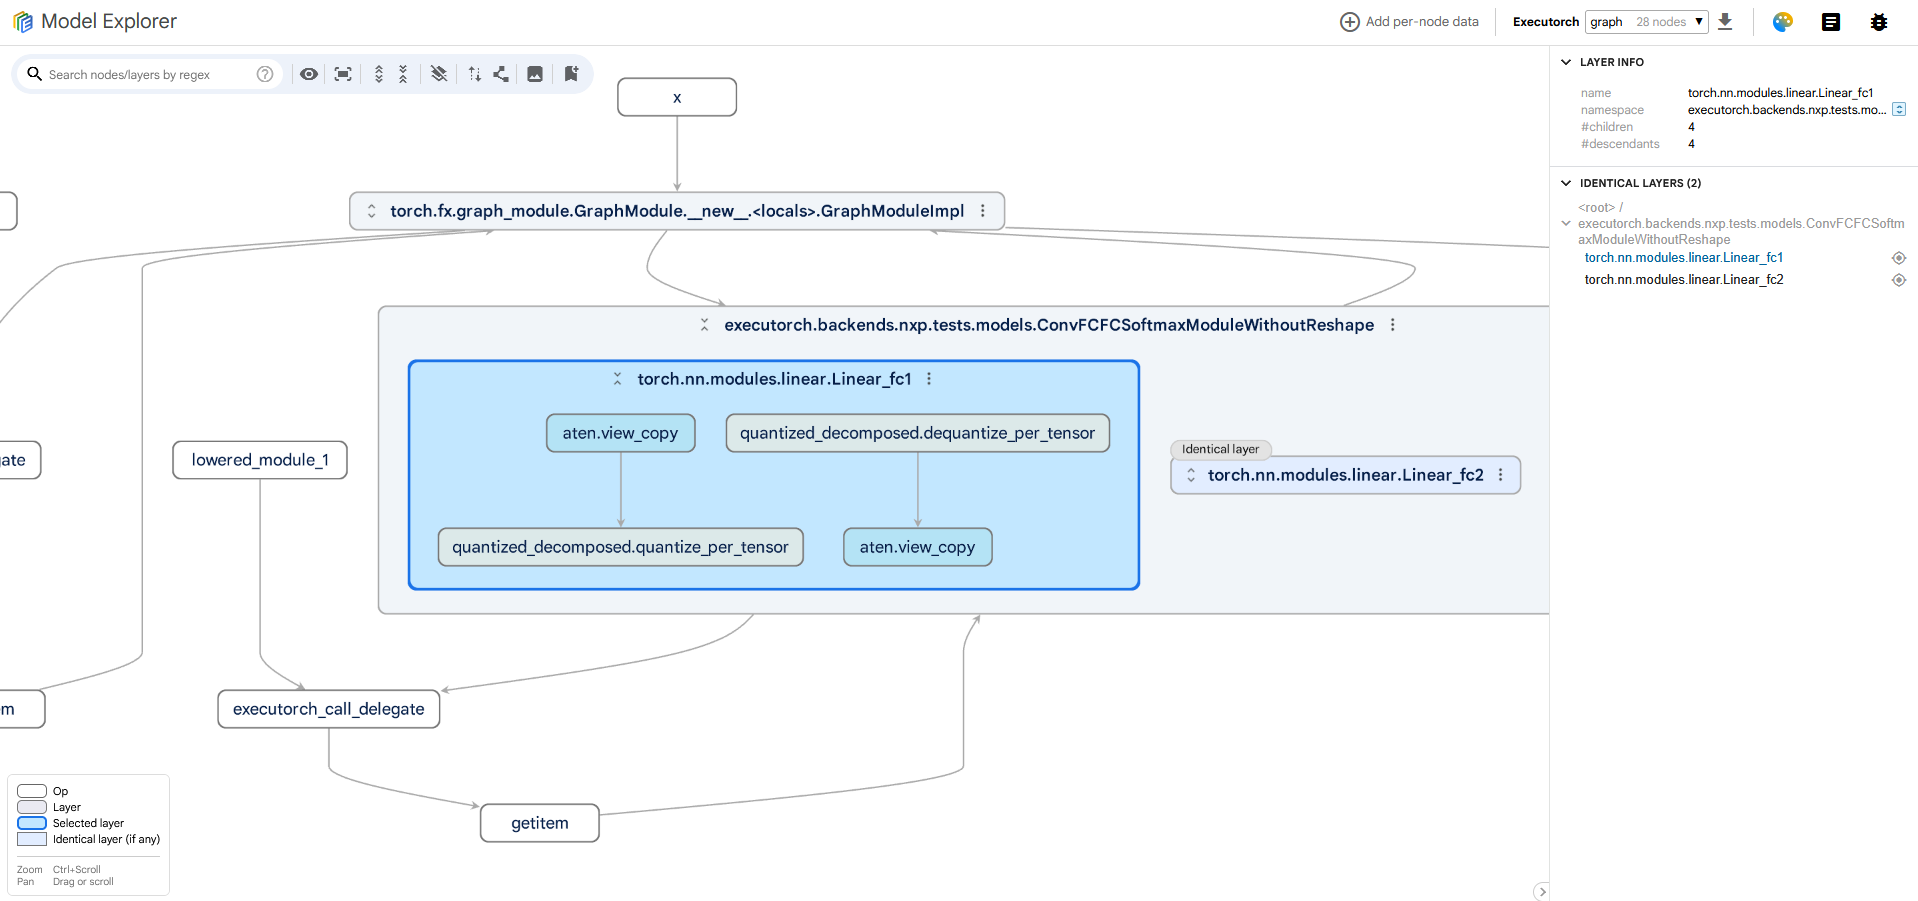 Model Explorer
Add per-node data
Executorch
graph 28 nodes
Search nodes/layers by regex
x
torch.fx.graph_module.GraphModule.__new__.<locals>.GraphModuleImpl
executorch.backends.nxp.tests.models.ConvFCFCSoftmaxModuleWithoutReshape
torch.nn.modules.linear.Linear_fc1
aten.view_copy
quantized_decomposed.dequantize_per_tensor
Identical layer
torch.nn.modules.linear.Linear_fc2
quantized_decomposed.quantize_per_tensor
aten.view_copy
ate
lowered_module_1
m
executorch_call_delegate
getitem
Op
Layer
Selected layer
Identical layer (if any)
Zoom Ctrl+Scroll
Pan Drag or scroll
LAYER INFO
name torch.nn.modules.linear.Linear_fc1
namespace executorch.backends.nxp.tests.mo...
#children 4
#descendants 4
IDENTICAL LAYERS (2)
<root> /
executorch.backends.nxp.tests.models.ConvFCFCSoftm
axModuleWithoutReshape
torch.nn.modules.linear.Linear_fc1
torch.nn.modules.linear.Linear_fc2